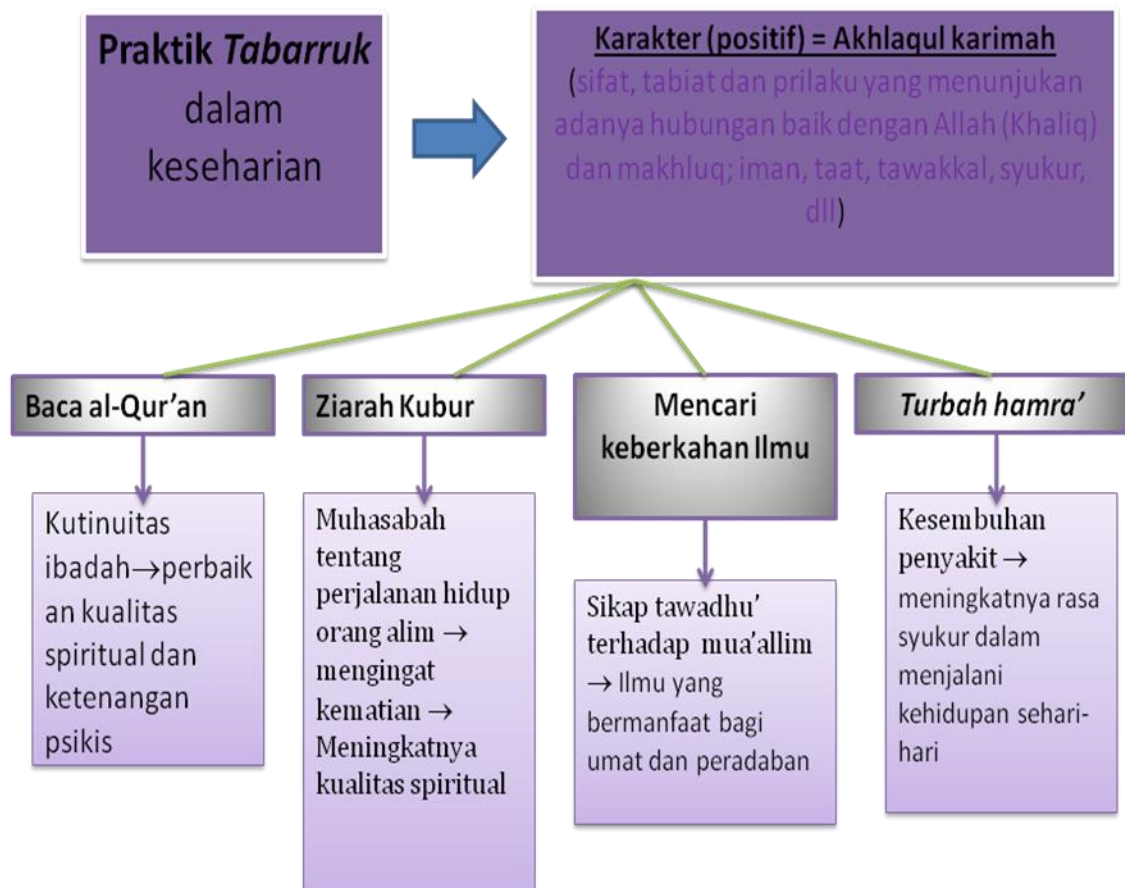 Praktik Tabarruk
dalam
keseharian
Karakter (positif) = Akhlaqul karimah
(sifat, tabiat dan prilaku yang menunjukan
adanya hubungan baik dengan Allah (Khaliq)
dan makhluq; iman, taat, tawakkal, syukur,
dll)
Baca al-Qur'an
Kutinuitas
ibadah→perbaik
an kualitas
spiritual dan
ketenangan
psikis
Ziarah Kubur
Muhasabah
tentang
perjalanan hidup
orang alim →
mengingat
kematian →
Meningkatnya
kualitas spiritual
Mencari
keberkahan Ilmu
Sikap tawadhu'
terhadap mua'allim
→ Ilmu yang
bermanfaat bagi
umat dan peradaban
Turbah hamra'
Kesembuhan
penyakit →
meningkatnya rasa
syukur dalam
menjalani
kehidupan sehari-
hari